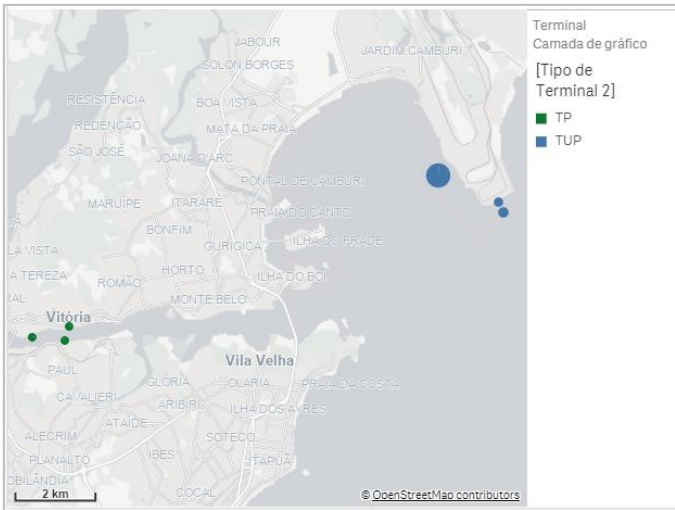 Terminal
Camada de gráfico
[Tipo de
Terminal 2]
TP
TUP
JABOUR
JARDIM CAMBURI
SOLON BORGES
RESISTÊNCIA
BOA VISTA
REDENÇÃO
MATA DA PRAIA
SÃO JOSÉ
JOANA D'ARC
PONTAL DE CAMBURI
MARUÍPE
ITARARÉ
PRAIA DO CANTO
BONFIM
ILHA DO FRADE
LA VISTA
GURIGICA
A TEREZA
HORTO
ILHA DO BOI
ROMÃO
RAL
MONTE BELO
Vitória
Vila Velha
PAUL
GLÓRIA
OLARIA
PRAIA DA COSTA
CAVALIERI
ARIBIRI
ILHA DOS AYRES
ATAÍDE
ALECRIM
SOTECO
IBES
PLANALTO
ITAPUÃ
OBILÂNDIA
COCAL
2 km
© OpenStreetMap contributors